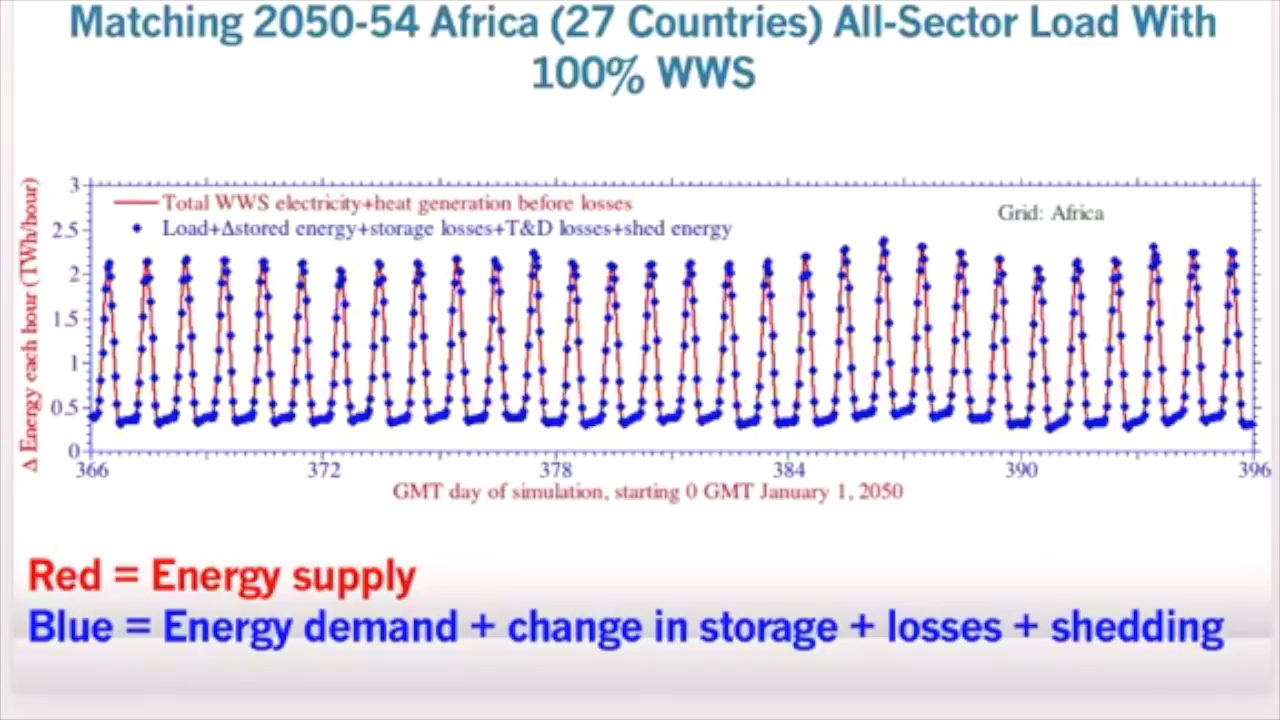 Matching 2050-54 Africa (27 Countries) All-Sector Load With
100% WWS
Δ Energy each hour (TWh/hour)
3
2.5
2
1.5
1
0.5
0
Total WWS electricity+heat generation before losses
Load+Δstored energy+storage losses+T&D losses+shed energy
Grid: Africa
366 372 378 384 390 396
GMT day of simulation, starting 0 GMT January 1, 2050
Red = Energy supply
Blue = Energy demand + change in storage + losses + shedding